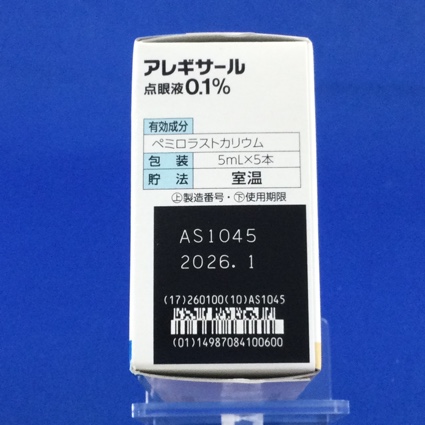 アレギサール
点眼液0.1%
有効成分
ペミロラストカリウム
包装 5mL×5本
貯法 室温
㊤製造番号・㊦使用期限
AS1045
2026.1
(17)260100(10)AS1045
(01)14987084100600